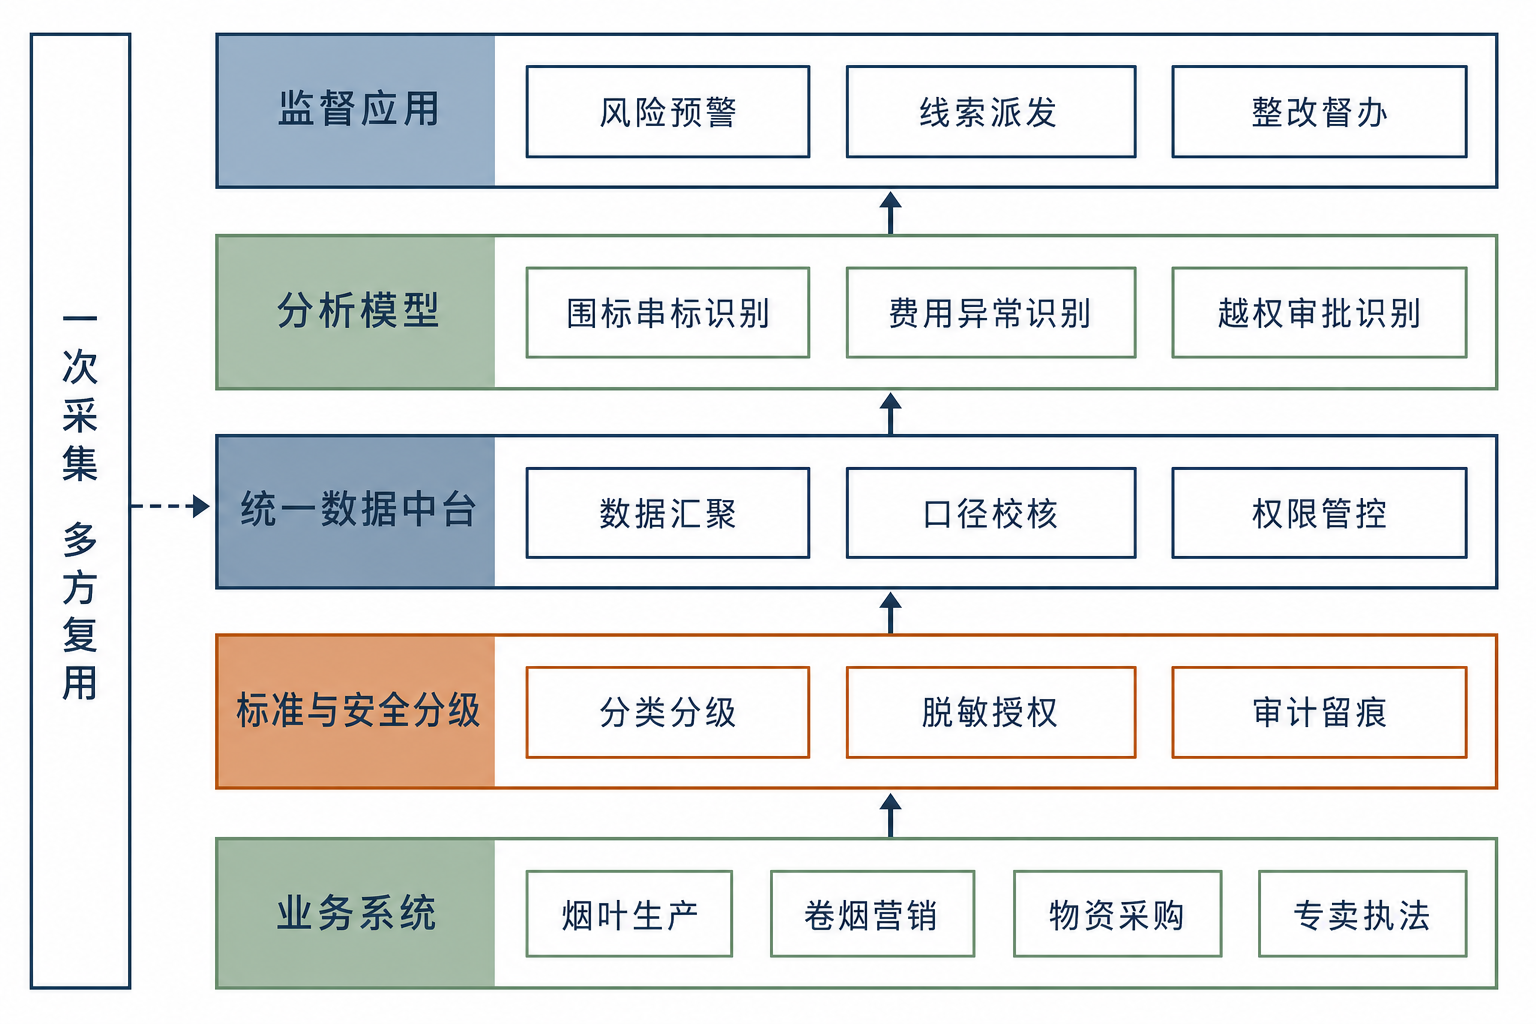 一次采集 多方复用
监督应用
风险预警
线索派发
整改督办
分析模型
围标串标识别
费用异常识别
越权审批识别
统一数据中台
数据汇聚
口径校核
权限管控
标准与安全分级
分类分级
脱敏授权
审计留痕
业务系统
烟叶生产
卷烟营销
物资采购
专卖执法